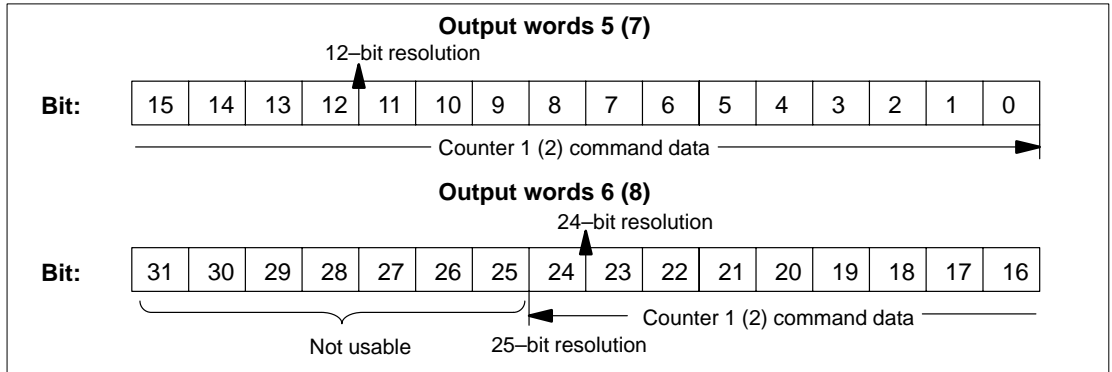 Output words 5 (7)
12–bit resolution
Bit: 15 14 13 12 11 10 9 8 7 6 5 4 3 2 1 0
Counter 1 (2) command data
Output words 6 (8)
24–bit resolution
Bit: 31 30 29 28 27 26 25 24 23 22 21 20 19 18 17 16
Counter 1 (2) command data
Not usable 25–bit resolution